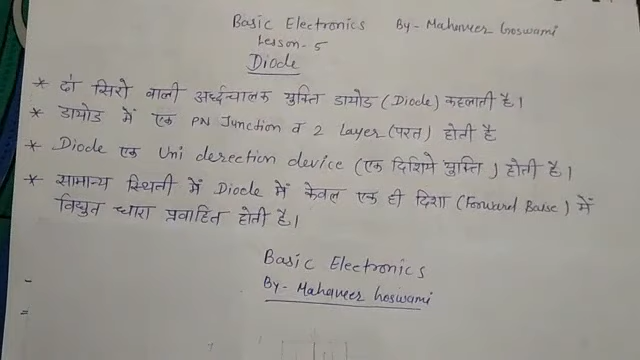 Basic Electronics By- Mahaveer Goswami
Lesson-5
Diode
* दो सिरो वाली अर्द्धचालक युक्ति डायोड (Diode) कहलाती है।
* डायोड में एक PN Junction व 2 Layer (परत) होती है
* Diode एक Uni derection device (एक दिशिय युक्ति) होती है।
* सामान्य स्थिती में Diode में केवल एक ही दिशा (Forward Baise) में
विद्युत धारा प्रवाहित होती है।
Basic Electronics
By- Mahaveer Goswami